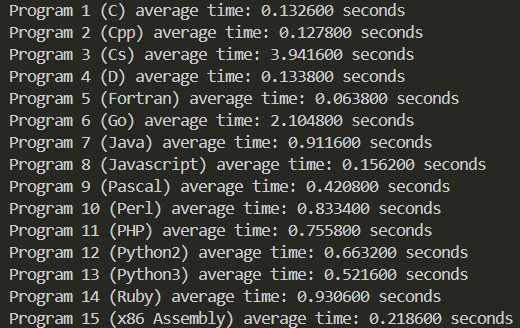 Program 1 (C) average time: 0.132600 seconds
Program 2 (Cpp) average time: 0.127800 seconds
Program 3 (Cs) average time: 3.941600 seconds
Program 4 (D) average time: 0.133800 seconds
Program 5 (Fortran) average time: 0.063800 seconds
Program 6 (Go) average time: 2.104800 seconds
Program 7 (Java) average time: 0.911600 seconds
Program 8 (Javascript) average time: 0.156200 seconds
Program 9 (Pascal) average time: 0.420800 seconds
Program 10 (Perl) average time: 0.833400 seconds
Program 11 (PHP) average time: 0.755800 seconds
Program 12 (Python2) average time: 0.663200 seconds
Program 13 (Python3) average time: 0.521600 seconds
Program 14 (Ruby) average time: 0.930600 seconds
Program 15 (x86 Assembly) average time: 0.218600 seconds